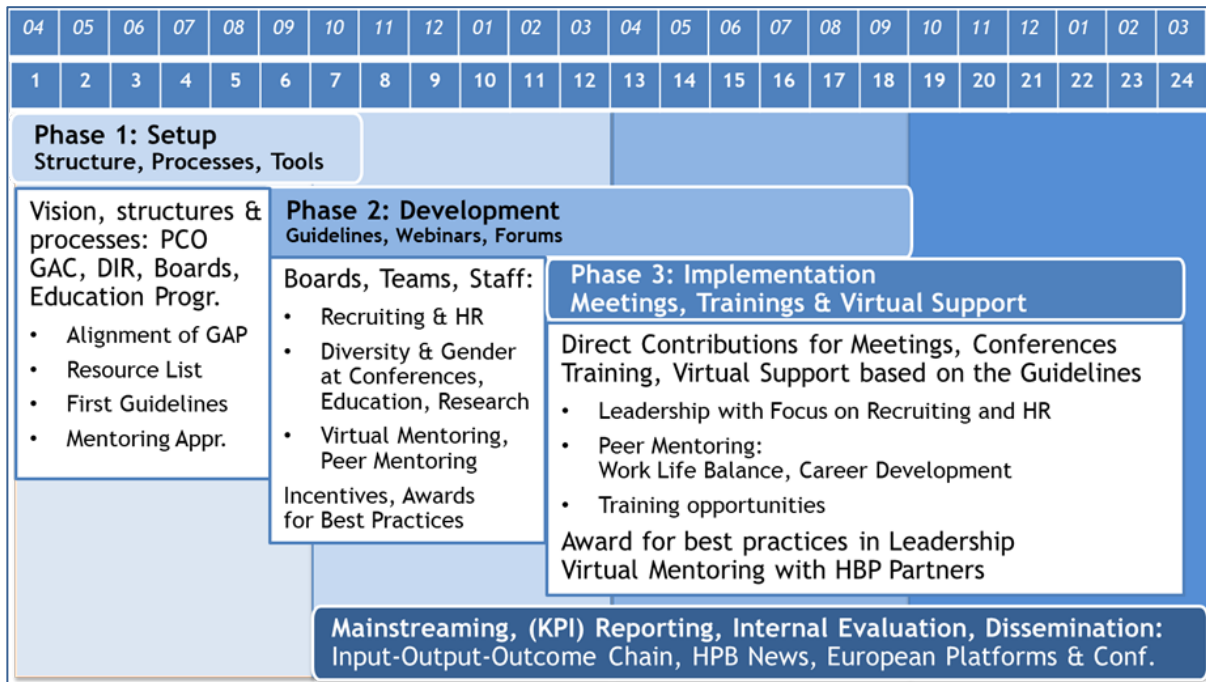 04 05 06 07 08 09 10 11 12 01 02 03 04 05 06 07 08 09 10 11 12 01 02 03
1 2 3 4 5 6 7 8 9 10 11 12 13 14 15 16 17 18 19 20 21 22 23 24
Phase 1: Setup
Structure, Processes, Tools
Vision, structures &
processes: PCO
GAC, DIR, Boards,
Education Progr.
• Alignment of GAP
• Resource List
• First Guidelines
• Mentoring Appr.
Phase 2: Development
Guidelines, Webinars, Forums
Boards, Teams, Staff:
• Recruiting & HR
• Diversity & Gender
at Conferences,
Education, Research
• Virtual Mentoring,
Peer Mentoring
Incentives, Awards
for Best Practices
Phase 3: Implementation
Meetings, Trainings & Virtual Support
Direct Contributions for Meetings, Conferences
Training, Virtual Support based on the Guidelines
• Leadership with Focus on Recruiting and HR
• Peer Mentoring:
Work Life Balance, Career Development
• Training opportunities
Award for best practices in Leadership
Virtual Mentoring with HBP Partners
Mainstreaming, (KPI) Reporting, Internal Evaluation, Dissemination:
Input-Output-Outcome Chain, HPB News, European Platforms & Conf.